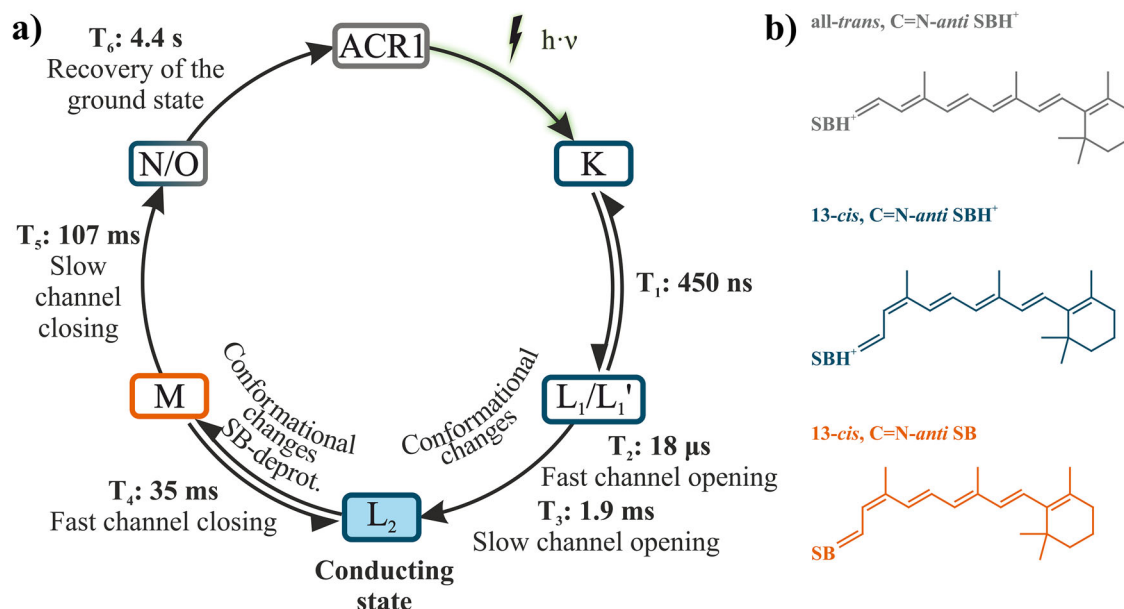 a)
T₆: 4.4 s
Recovery of the
ground state
ACR1
h·ν
N/O
K
T₅: 107 ms
Slow
channel
closing
T₁: 450 ns
M
L₁/L₁'
Conformational
changes
SB-deprot.
Conformational
changes
T₂: 18 µs
Fast channel opening
T₃: 1.9 ms
Slow channel opening
T₄: 35 ms
Fast channel closing
L₂
Conducting
state
b)
all-trans, C=N-anti SBH⁺
SBH⁺
13-cis, C=N-anti SBH⁺
SBH⁺
13-cis, C=N-anti SB
SB